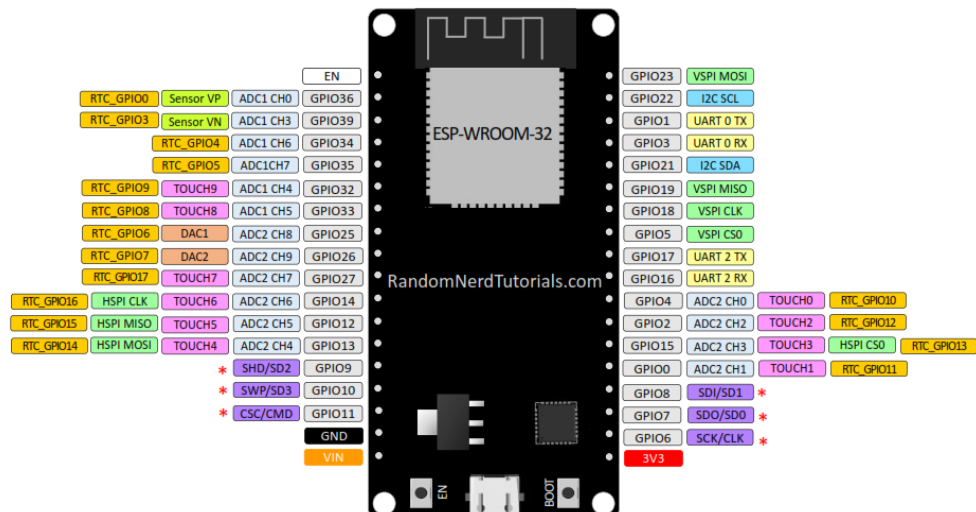 EN
GPIO23 VSPI MOSI
RTC_GPIO0 Sensor VP ADC1 CH0 GPIO36
GPIO22 I2C SCL
RTC_GPIO3 Sensor VN ADC1 CH3 GPIO39
GPIO1 UART 0 TX
RTC_GPIO4 ADC1 CH6 GPIO34
GPIO3 UART 0 RX
RTC_GPIO5 ADC1CH7 GPIO35
GPIO21 I2C SDA
RTC_GPIO9 TOUCH9 ADC1 CH4 GPIO32
GPIO19 VSPI MISO
RTC_GPIO8 TOUCH8 ADC1 CH5 GPIO33
GPIO18 VSPI CLK
RTC_GPIO6 DAC1 ADC2 CH8 GPIO25
GPIO5 VSPI CS0
RTC_GPIO7 DAC2 ADC2 CH9 GPIO26
GPIO17 UART 2 TX
RTC_GPIO17 TOUCH7 ADC2 CH7 GPIO27
GPIO16 UART 2 RX
RTC_GPIO16 HSPI CLK TOUCH6 ADC2 CH6 GPIO14
GPIO4 ADC2 CH0 TOUCH0 RTC_GPIO10
RTC_GPIO15 HSPI MISO TOUCH5 ADC2 CH5 GPIO12
GPIO2 ADC2 CH2 TOUCH2 RTC_GPIO12
RTC_GPIO14 HSPI MOSI TOUCH4 ADC2 CH4 GPIO13
GPIO15 ADC2 CH3 TOUCH3 HSPI CS0 RTC_GPIO13
* SHD/SD2 GPIO9
GPIO0 ADC2 CH1 TOUCH1 RTC_GPIO11
* SWP/SD3 GPIO10
GPIO8 SDI/SD1 *
* CSC/CMD GPIO11
GPIO7 SDO/SD0 *
GND
GPIO6 SCK/CLK *
VIN
3V3
ESP-WROOM-32
RandomNerdTutorials.com
EN
BOOT